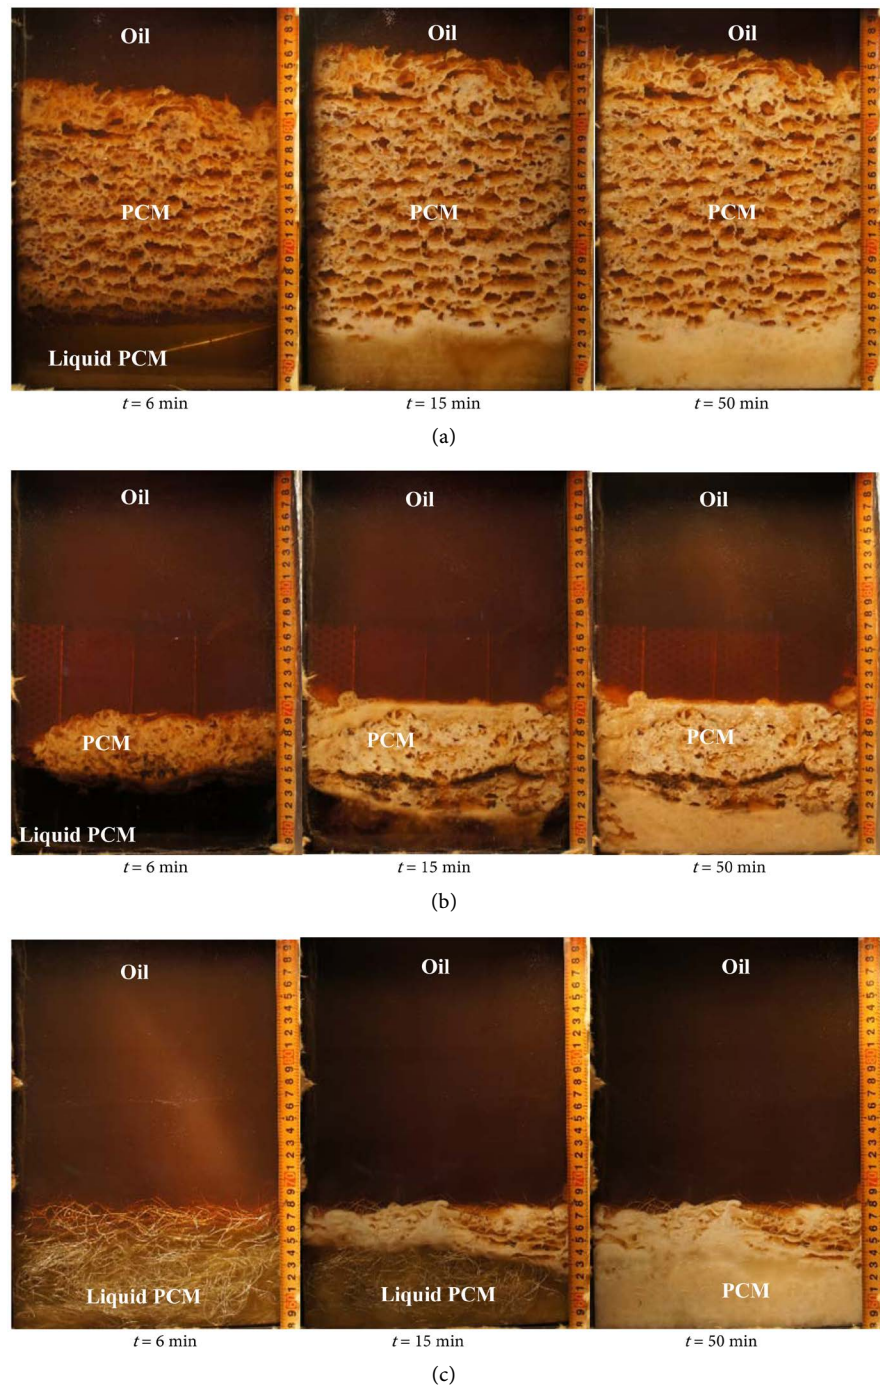 Oil
Oil
Oil
PCM
PCM
PCM
Liquid PCM
t = 6 min
t = 15 min
t = 50 min
(a)
Oil
Oil
Oil
PCM
PCM
PCM
Liquid PCM
t = 6 min
t = 15 min
t = 50 min
(b)
Oil
Oil
Oil
Liquid PCM
Liquid PCM
PCM
t = 6 min
t = 15 min
t = 50 min
(c)